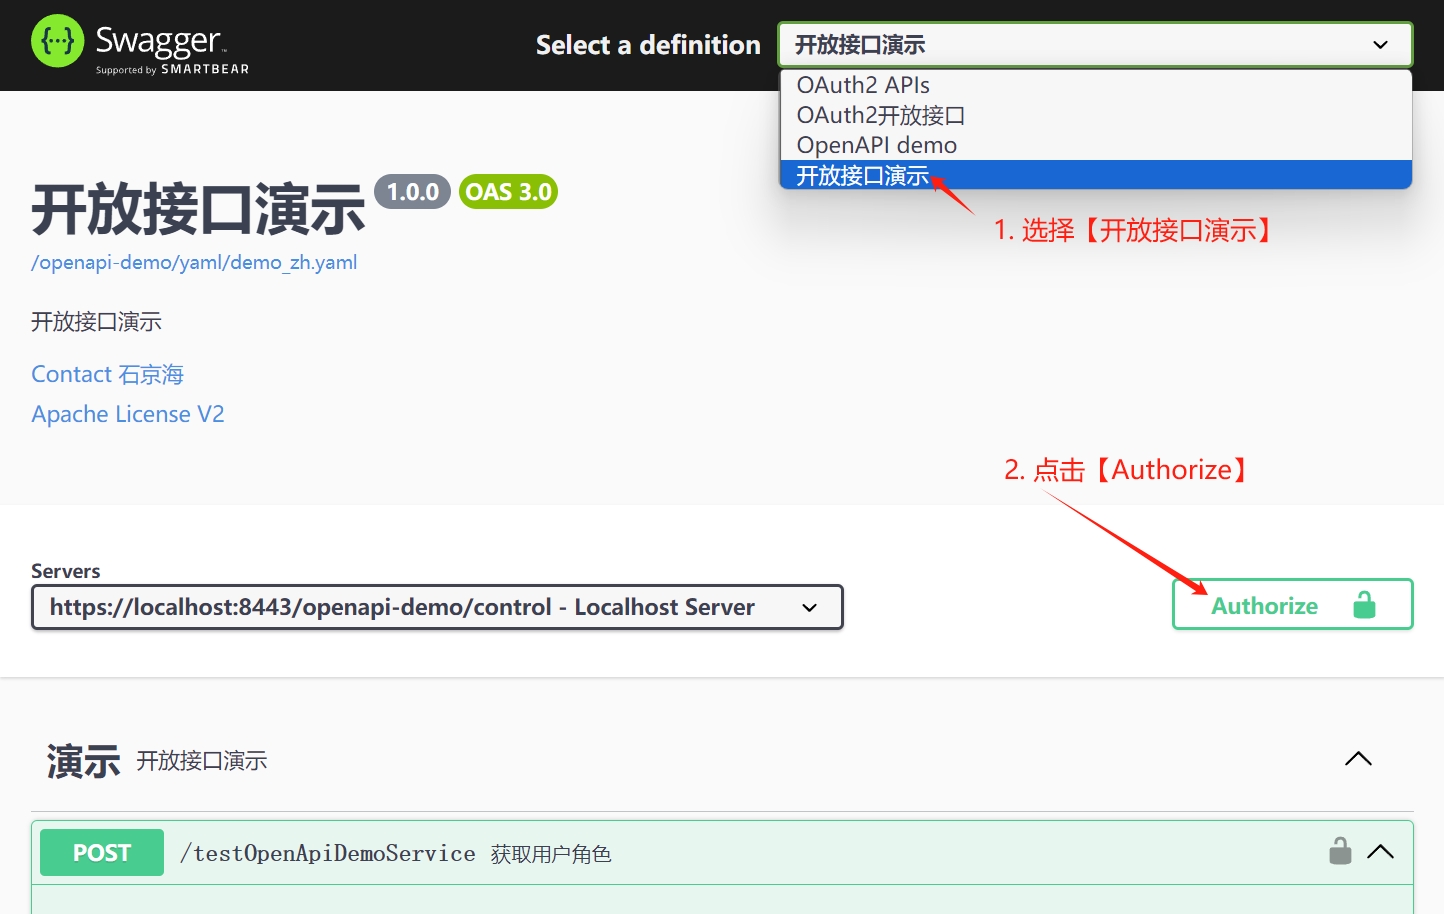 Swagger™
Supported by SMARTBEAR
Select a definition
开放接口演示
OAuth2 APIs
OAuth2开放接口
OpenAPI demo
开放接口演示
1. 选择【开放接口演示】
开放接口演示 1.0.0 OAS 3.0
/openapi-demo/yaml/demo_zh.yaml
开放接口演示
Contact 石京海
Apache License V2
2. 点击【Authorize】
Servers
https://localhost:8443/openapi-demo/control - Localhost Server
Authorize
演示 开放接口演示
POST /testOpenApiDemoService 获取用户角色